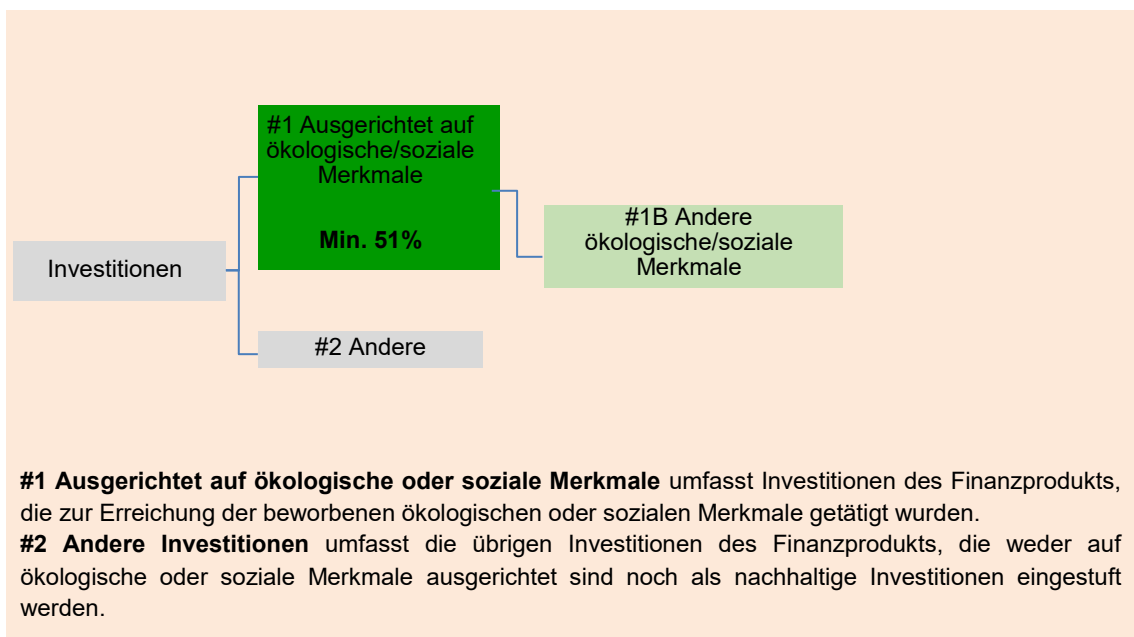 #1 Ausgerichtet auf
ökologische/soziale
Merkmale
Min. 51%
#1B Andere
ökologische/soziale
Merkmale
Investitionen
#2 Andere
#1 Ausgerichtet auf ökologische oder soziale Merkmale umfasst Investitionen des Finanzprodukts,
die zur Erreichung der beworbenen ökologischen oder sozialen Merkmale getätigt wurden.
#2 Andere Investitionen umfasst die übrigen Investitionen des Finanzprodukts, die weder auf
ökologische oder soziale Merkmale ausgerichtet sind noch als nachhaltige Investitionen eingestuft
werden.